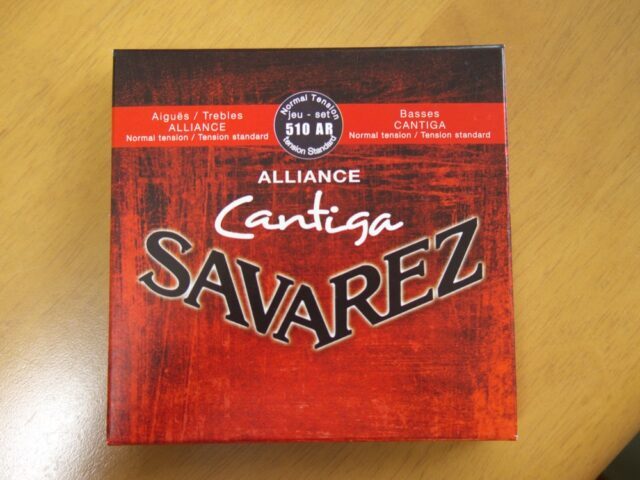 Aiguës / Trebles
ALLIANCE
Normal tension / Tension standard
Normal Tension
jeu - set
510 AR
tension Standard
Basses
CANTIGA
Normal tension / Tension standard
ALLIANCE
Cantiga
SAVAREZ